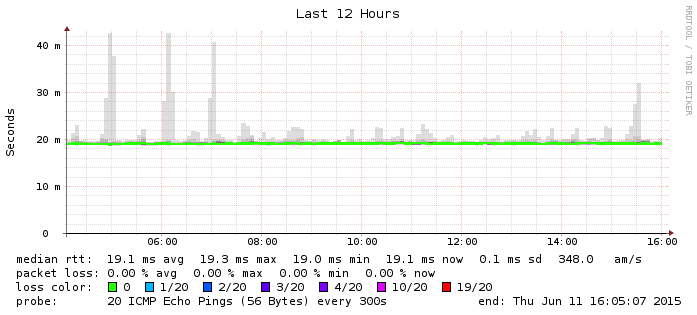 Last 12 Hours
RRDTOOL / TOBI OETIKER
Seconds
40 m
30 m
20 m
10 m
0
06:00 08:00 10:00 12:00 14:00 16:00
median rtt: 19.1 ms avg 19.3 ms max 19.0 ms min 19.1 ms now 0.1 ms sd 348.0 am/s
packet loss: 0.00 % avg 0.00 % max 0.00 % min 0.00 % now
loss color: 0 1/20 2/20 3/20 4/20 10/20 19/20
probe: 20 ICMP Echo Pings (56 Bytes) every 300s end: Thu Jun 11 16:05:07 2015